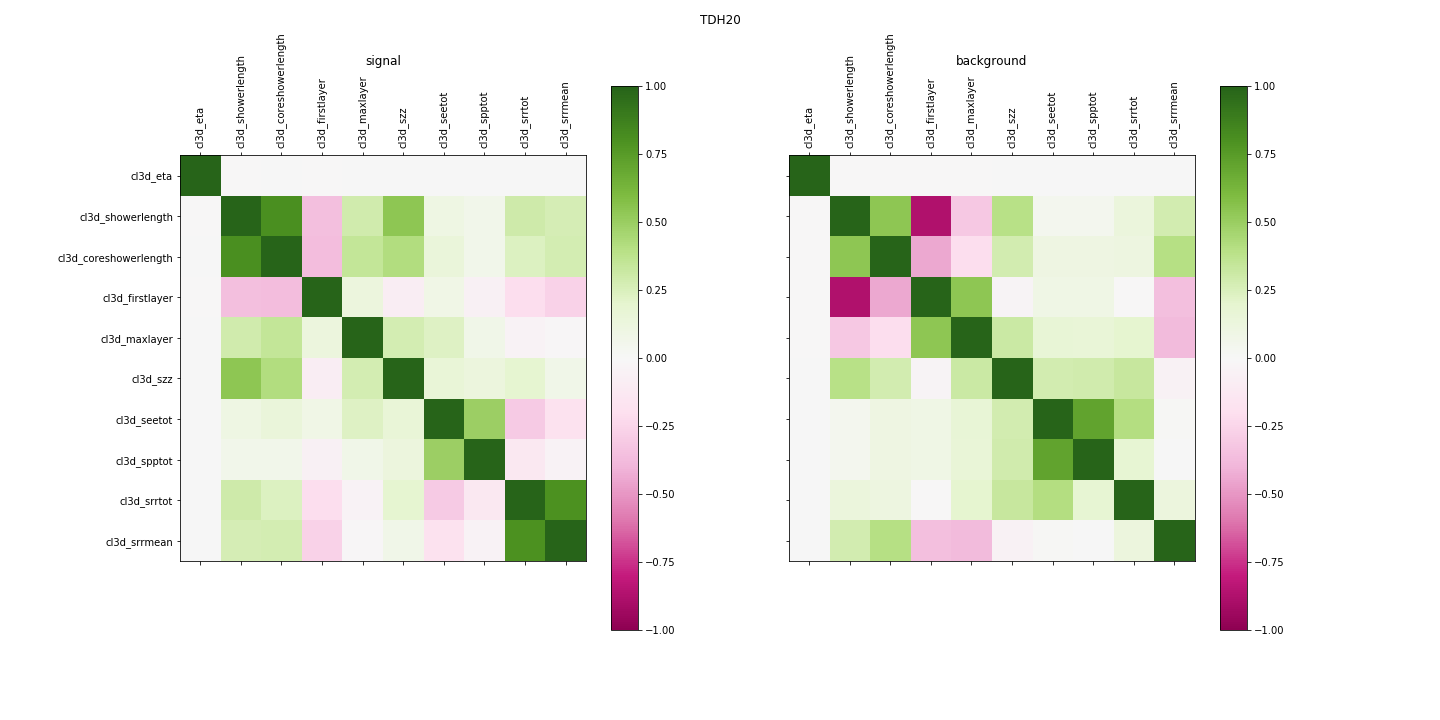 TDH20
signal
cl3d_eta
cl3d_showerlength
cl3d_coreshowerlength
cl3d_firstlayer
cl3d_maxlayer
cl3d_szz
cl3d_seetot
cl3d_spptot
cl3d_srrtot
cl3d_srrmean
cl3d_eta
cl3d_showerlength
cl3d_coreshowerlength
cl3d_firstlayer
cl3d_maxlayer
cl3d_szz
cl3d_seetot
cl3d_spptot
cl3d_srrtot
cl3d_srrmean
1.00
0.75
0.50
0.25
0.00
−0.25
−0.50
−0.75
−1.00
background
cl3d_eta
cl3d_showerlength
cl3d_coreshowerlength
cl3d_firstlayer
cl3d_maxlayer
cl3d_szz
cl3d_seetot
cl3d_spptot
cl3d_srrtot
cl3d_srrmean
1.00
0.75
0.50
0.25
0.00
−0.25
−0.50
−0.75
−1.00